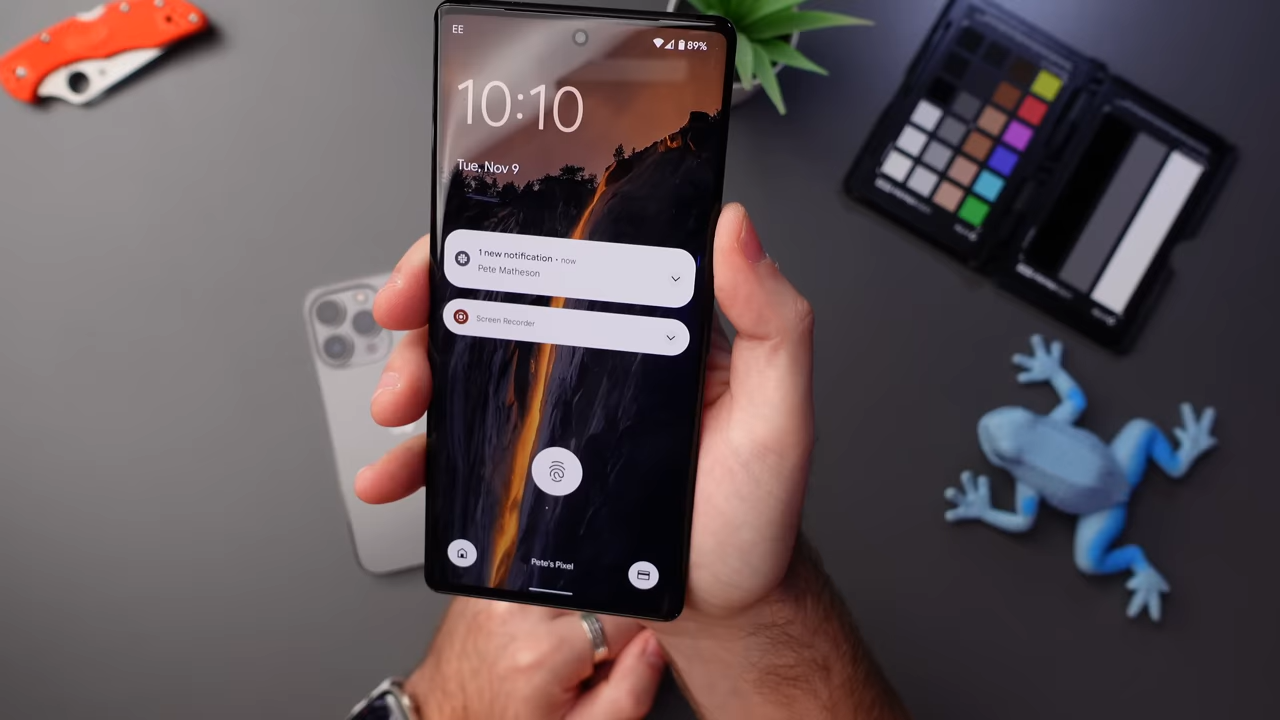 EE
89%
10:10
Tue, Nov 9
1 new notification • now
Pete Matheson
Screen Recorder
Pete's Pixel